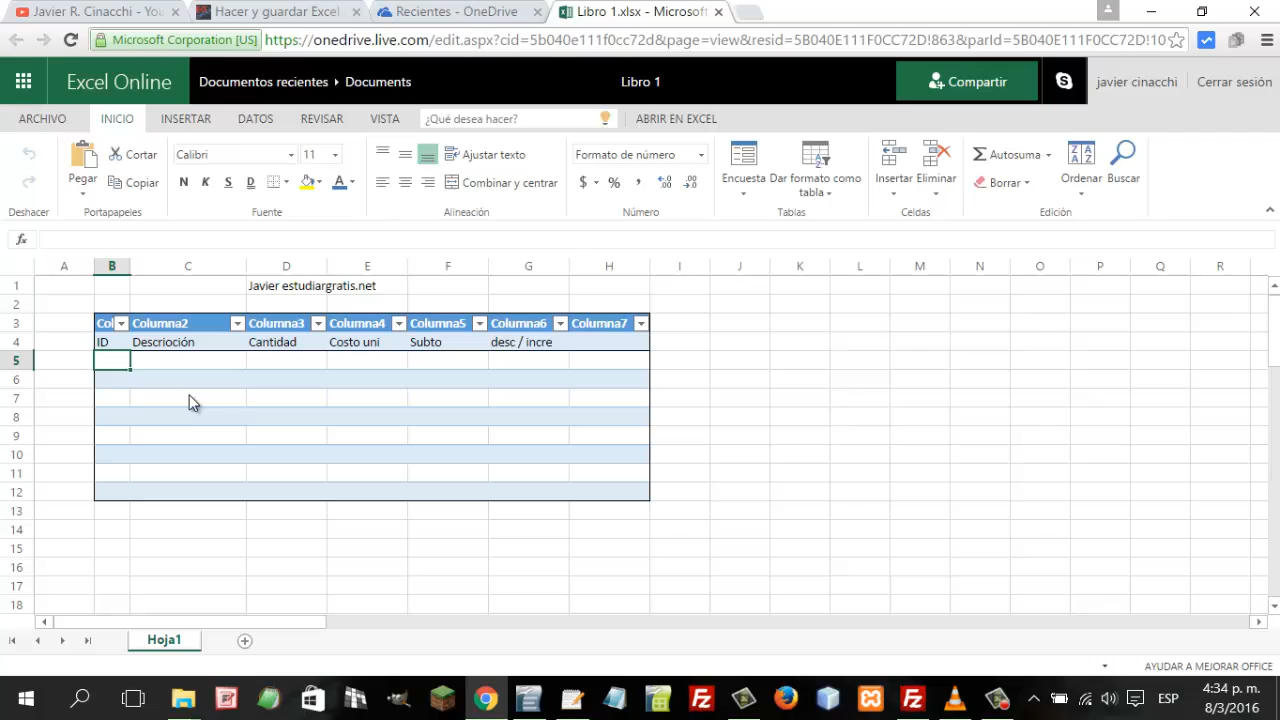 Javier R. Cinacchi - You
Hacer y guardar Excel
Recientes - OneDrive
Libro 1.xlsx - Microsoft
Microsoft Corporation [US]
https://onedrive.live.com/edit.aspx?cid=5b040e111f0cc72d&page=view&resid=5B040E111F0CC72D!863&parId=5B040E111F0CC72D!10
Excel Online
Documentos recientes
Documents
Libro 1
Compartir
javier cinacchi
Cerrar sesión
ARCHIVO INICIO INSERTAR DATOS REVISAR VISTA ¿Qué desea hacer? ABRIR EN EXCEL
Pegar
Cortar
Copiar
Calibri 11
N K S D A
Ajustar texto
Combinar y centrar
Formato de número
$ % ,
Encuesta
Dar formato como tabla
Insertar
Eliminar
Autosuma
Borrar
Ordenar
Buscar
Deshacer Portapapeles Fuente Alineación Número Tablas Celdas Edición
fx
A B C D E F G H I J K L M N O P Q R
1 Javier estudiargratis.net
2
3 Col Columna2 Columna3 Columna4 Columna5 Columna6 Columna7
4 ID Descrioción Cantidad Costo uni Subto desc / incre
5
6
7
8
9
10
11
12
13
14
15
16
17
18
Hoja1
AYUDAR A MEJORAR OFFICE
ESP
4:34 p. m.
8/3/2016